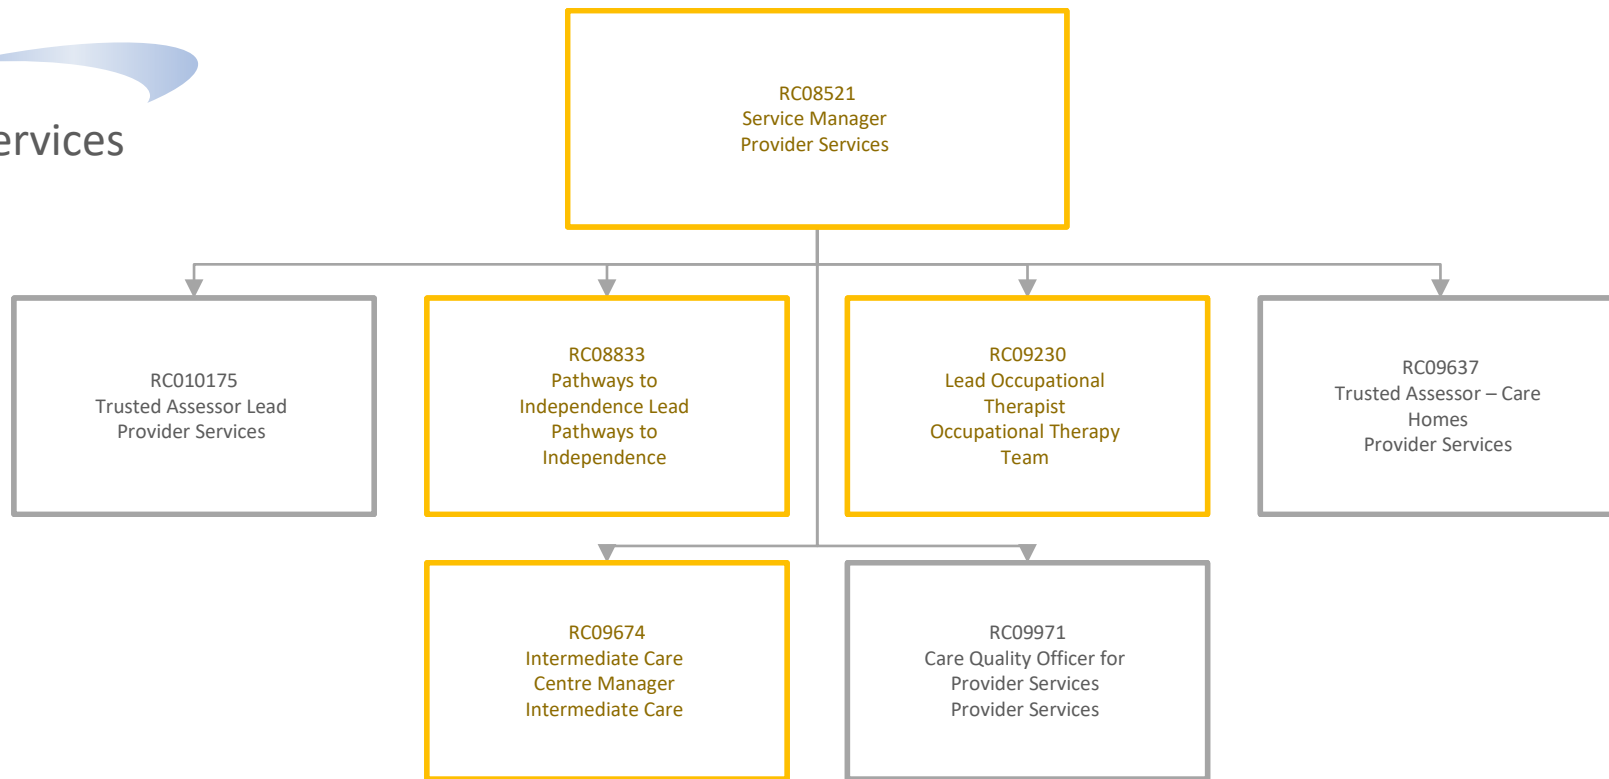 ervices
RC08521
Service Manager
Provider Services
RC010175
Trusted Assessor Lead
Provider Services
RC08833
Pathways to
Independence Lead
Pathways to
Independence
RC09230
Lead Occupational
Therapist
Occupational Therapy
Team
RC09637
Trusted Assessor – Care
Homes
Provider Services
RC09674
Intermediate Care
Centre Manager
Intermediate Care
RC09971
Care Quality Officer for
Provider Services
Provider Services